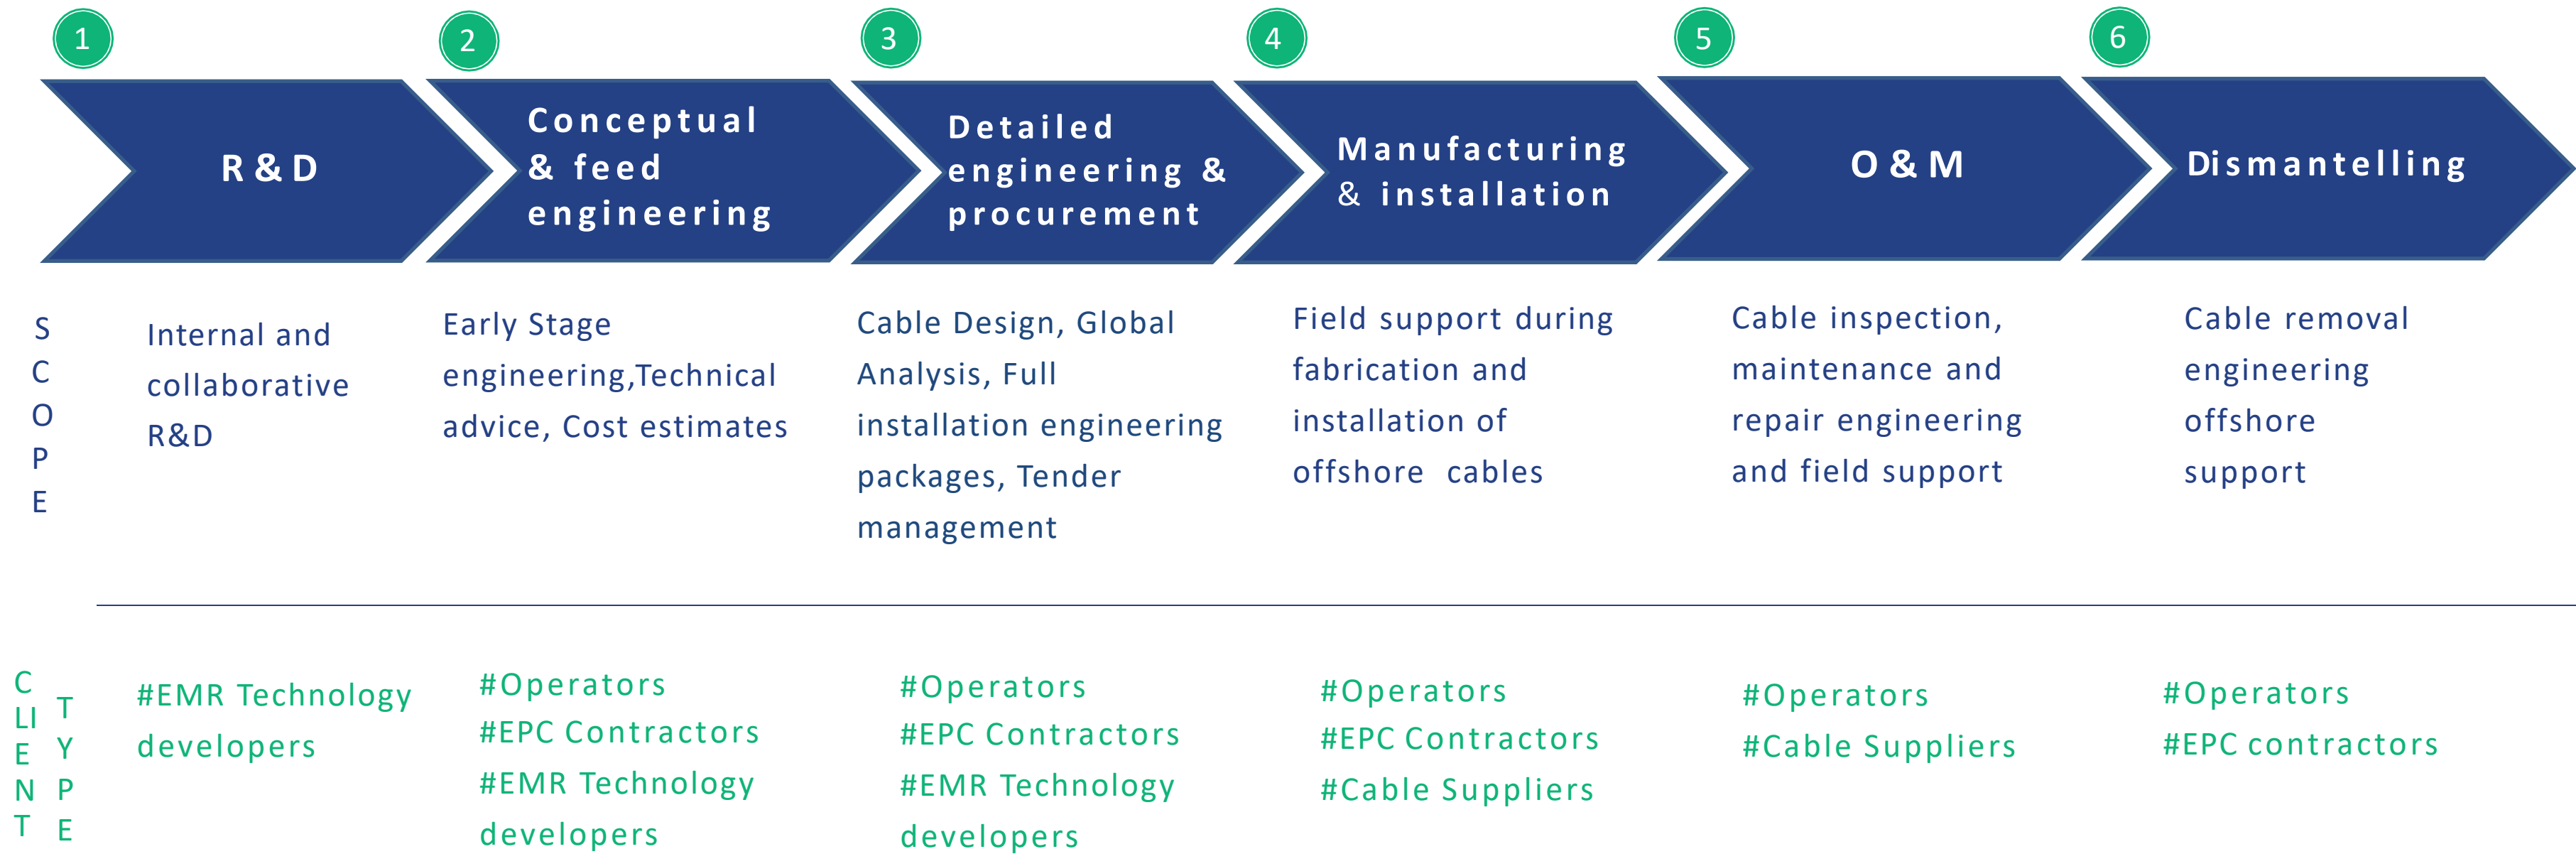 1
2
3
4
5
6
R&D
Conceptual
& feed
engineering
Detailed
engineering &
procurement
Manufacturing
& installation
O&M
Dismantelling
SCOPE
Internal and
collaborative
R&D
Early Stage
engineering,Technical
advice, Cost estimates
Cable Design, Global
Analysis, Full
installation engineering
packages, Tender
management
Field support during
fabrication and
installation of
offshore cables
Cable inspection,
maintenance and
repair engineering
and field support
Cable removal
engineering
offshore
support
CLIENT
TYPE
#EMR Technology
developers
#Operators
#EPC Contractors
#EMR Technology
developers
#Operators
#EPC Contractors
#EMR Technology
developers
#Operators
#EPC Contractors
#Cable Suppliers
#Operators
#Cable Suppliers
#Operators
#EPC contractors